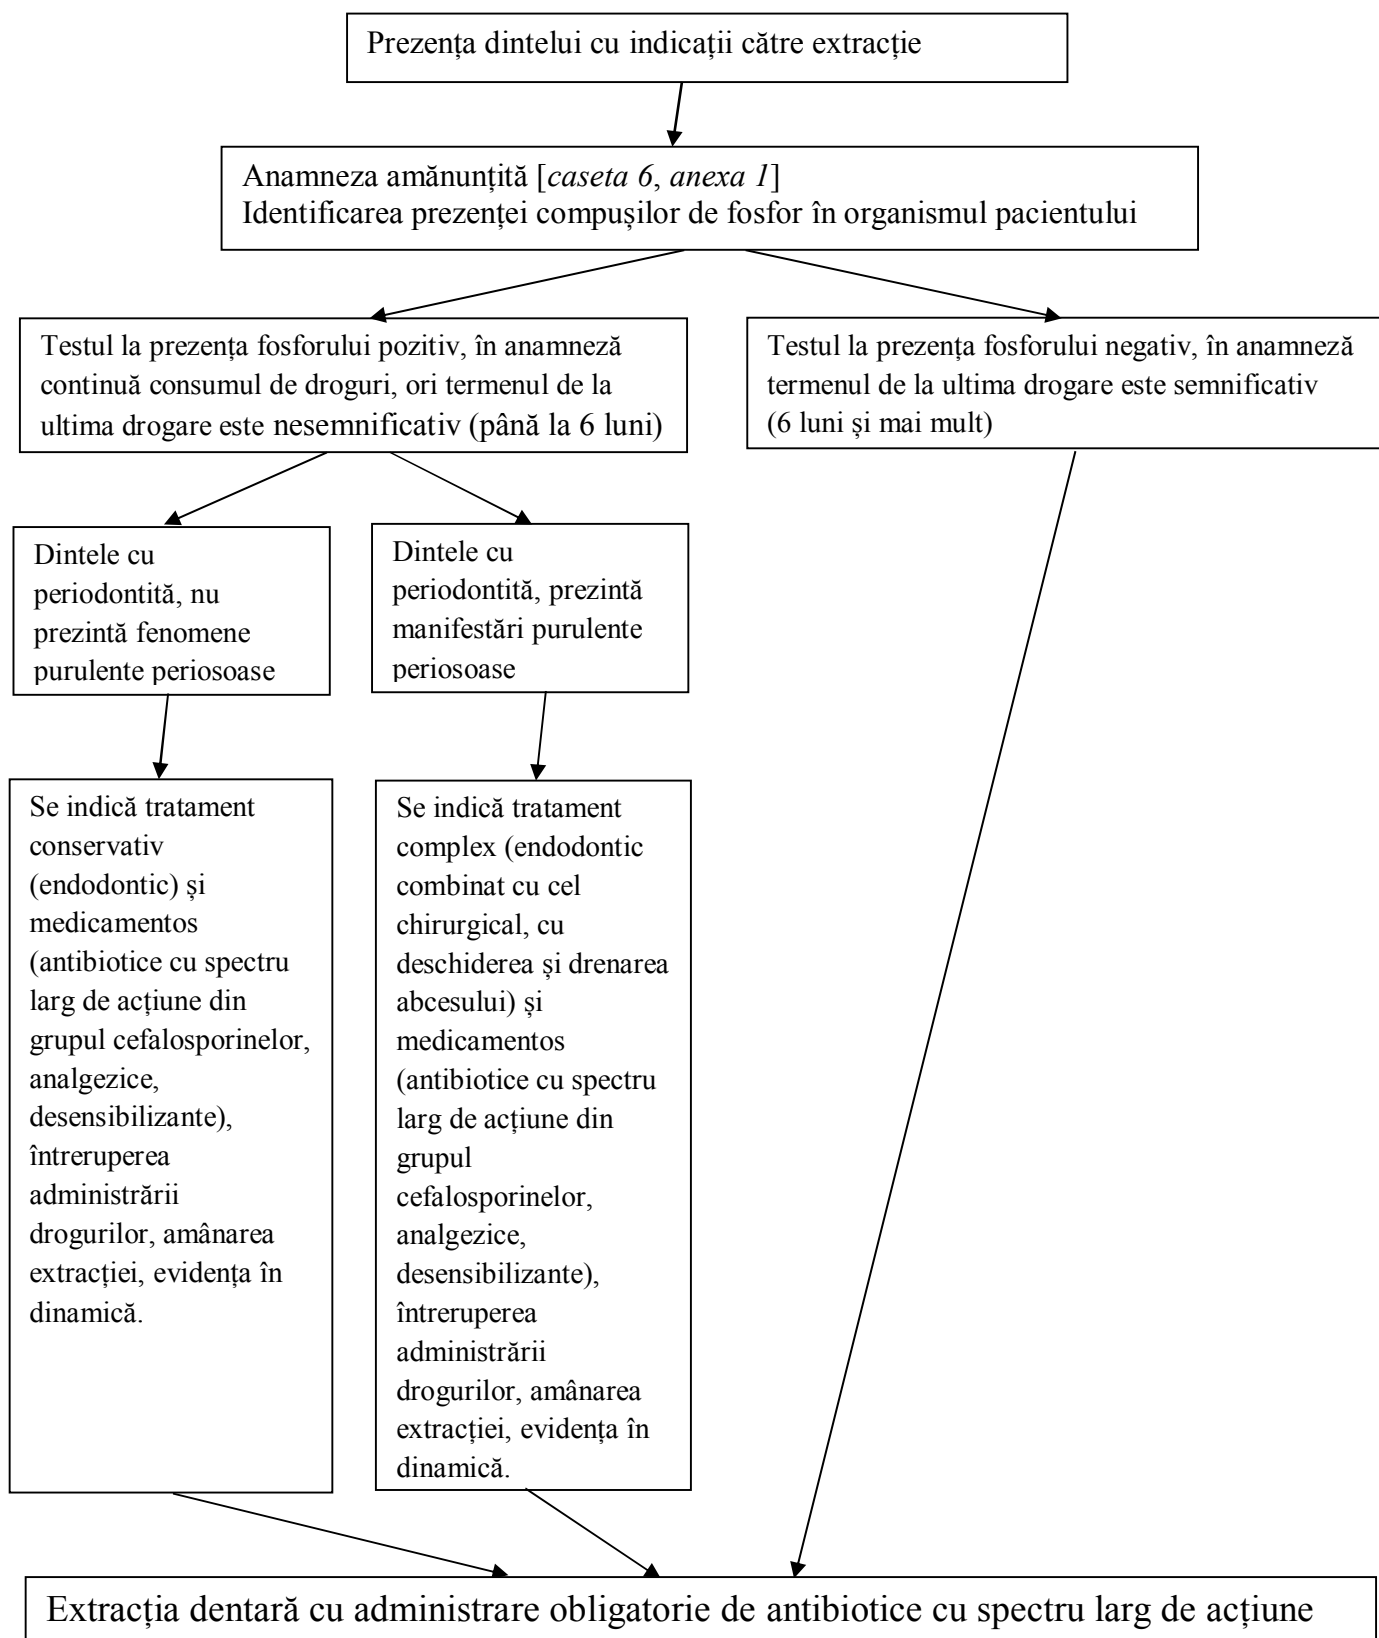 Prezența dintelui cu indicații către extracție
Anamneza amănunțită [caseta 6, anexa 1]
Identificarea prezenței compușilor de fosfor în organismul pacientului
Testul la prezența fosforului pozitiv, în anamneză
continuă consumul de droguri, ori termenul de la
ultima drogare este nesemnificativ (până la 6 luni)
Testul la prezența fosforului negativ, în anamneză
termenul de la ultima drogare este semnificativ
(6 luni și mai mult)
Dintele cu
periodontită, nu
prezintă fenomene
purulente periosoase
Dintele cu
periodontită, prezintă
manifestări purulente
periosoase
Se indică tratament
conservativ
(endodontic) și
medicamentos
(antibiotice cu spectru
larg de acțiune din
grupul cefalosporinelor,
analgezice,
desensibilizante),
întreruperea
administrării
drogurilor, amânarea
extracției, evidența în
dinamică.
Se indică tratament
complex (endodontic
combinat cu cel
chirurgical, cu
deschiderea și drenarea
abcesului) și
medicamentos
(antibiotice cu spectru
larg de acțiune din
grupul
cefalosporinelor,
analgezice,
desensibilizante),
întreruperea
administrării
drogurilor, amânarea
extracției, evidența în
dinamică.
Extracția dentară cu administrare obligatorie de antibiotice cu spectru larg de acțiune